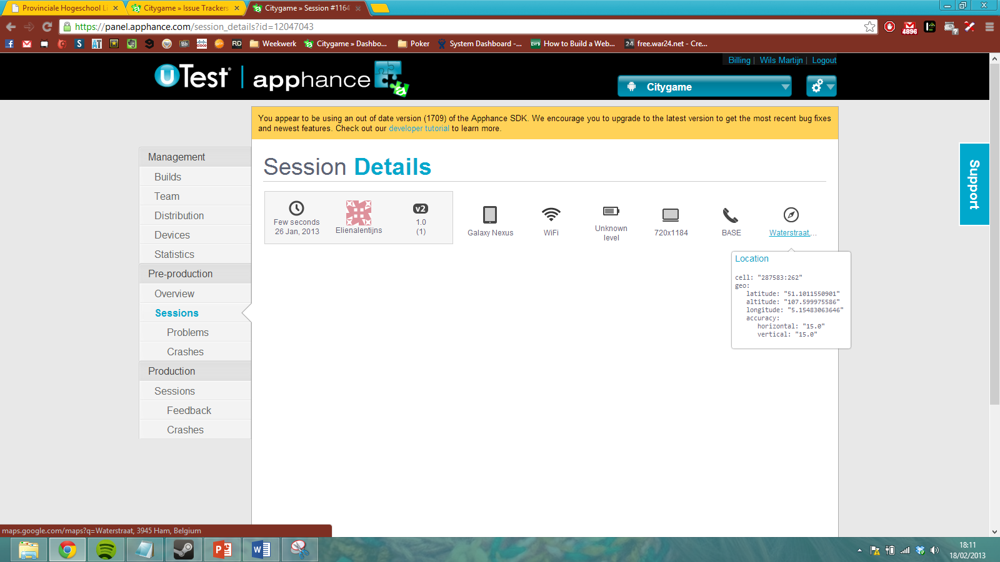 Provinciale Hogeschool Li
Citygame » Issue Trackers
Citygame » Session #1164
https://panel.apphance.com/session_details?id=12047043
4896
Weekwerk
Citygame » Dashbo...
Poker
System Dashboard -...
How to Build a Web...
24 free.war24.net - Cre...
S
AT
Bb
cisco
RD
Billing | Wils Martijn | Logout
uTest® | apphance
Citygame
You appear to be using an out of date version (1709) of the Apphance SDK. We encourage you to upgrade to the latest version to get the most recent bug fixes
and newest features. Check out our developer tutorial to learn more.
Management
Builds
Team
Distribution
Devices
Statistics
Pre-production
Overview
Sessions
Problems
Crashes
Production
Sessions
Feedback
Crashes
Session Details
Few seconds
26 Jan, 2013
Elienalentijns
v2
1.0
(1)
Galaxy Nexus
WiFi
Unknown
level
720x1184
BASE
Waterstraat,...
Location
cell: "287583:262"
geo:
latitude: "51.1011550901"
altitude: "107.599975586"
longitude: "5.15483063646"
accuracy:
horizontal: "15.0"
vertical: "15.0"
Support
maps.google.com/maps?q=Waterstraat, 3945 Ham, Belgium
18:11
18/02/2013